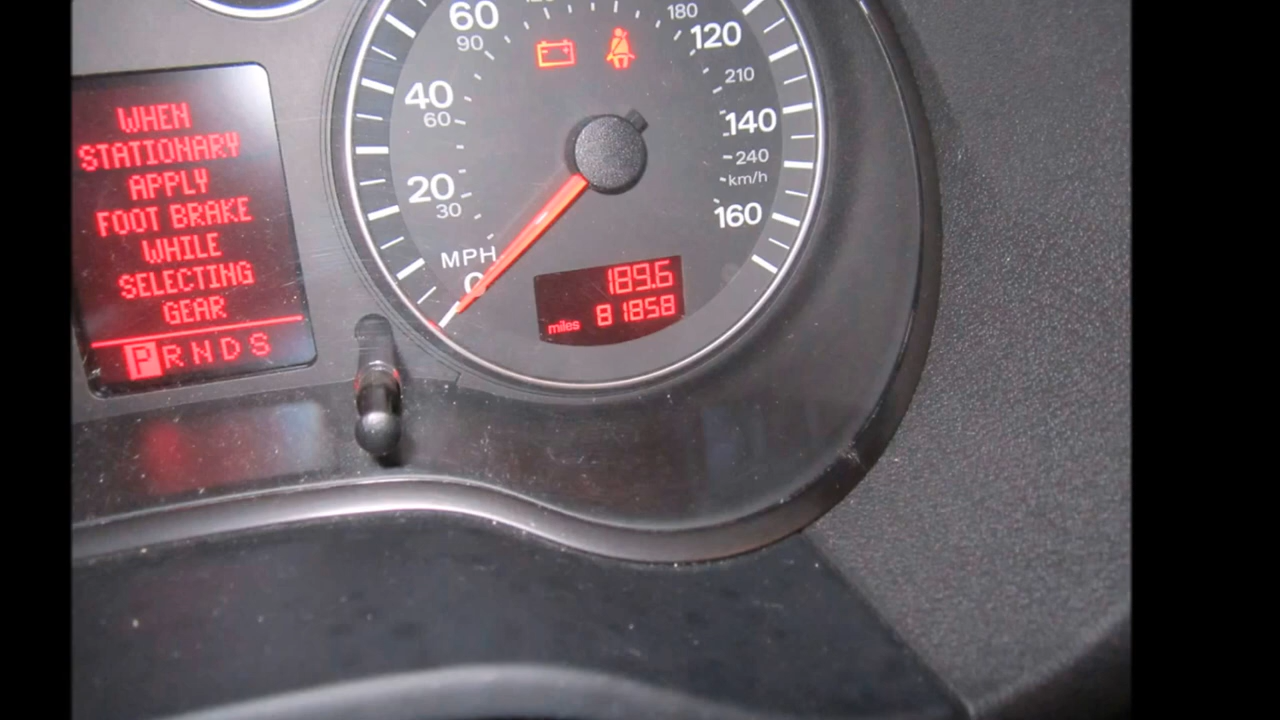 WHEN
STATIONARY
APPLY
FOOT BRAKE
WHILE
SELECTING
GEAR
P R N D S
60
90
40
60
20
30
MPH
0
180
120
210
140
240
km/h
160
189.6
miles 81858